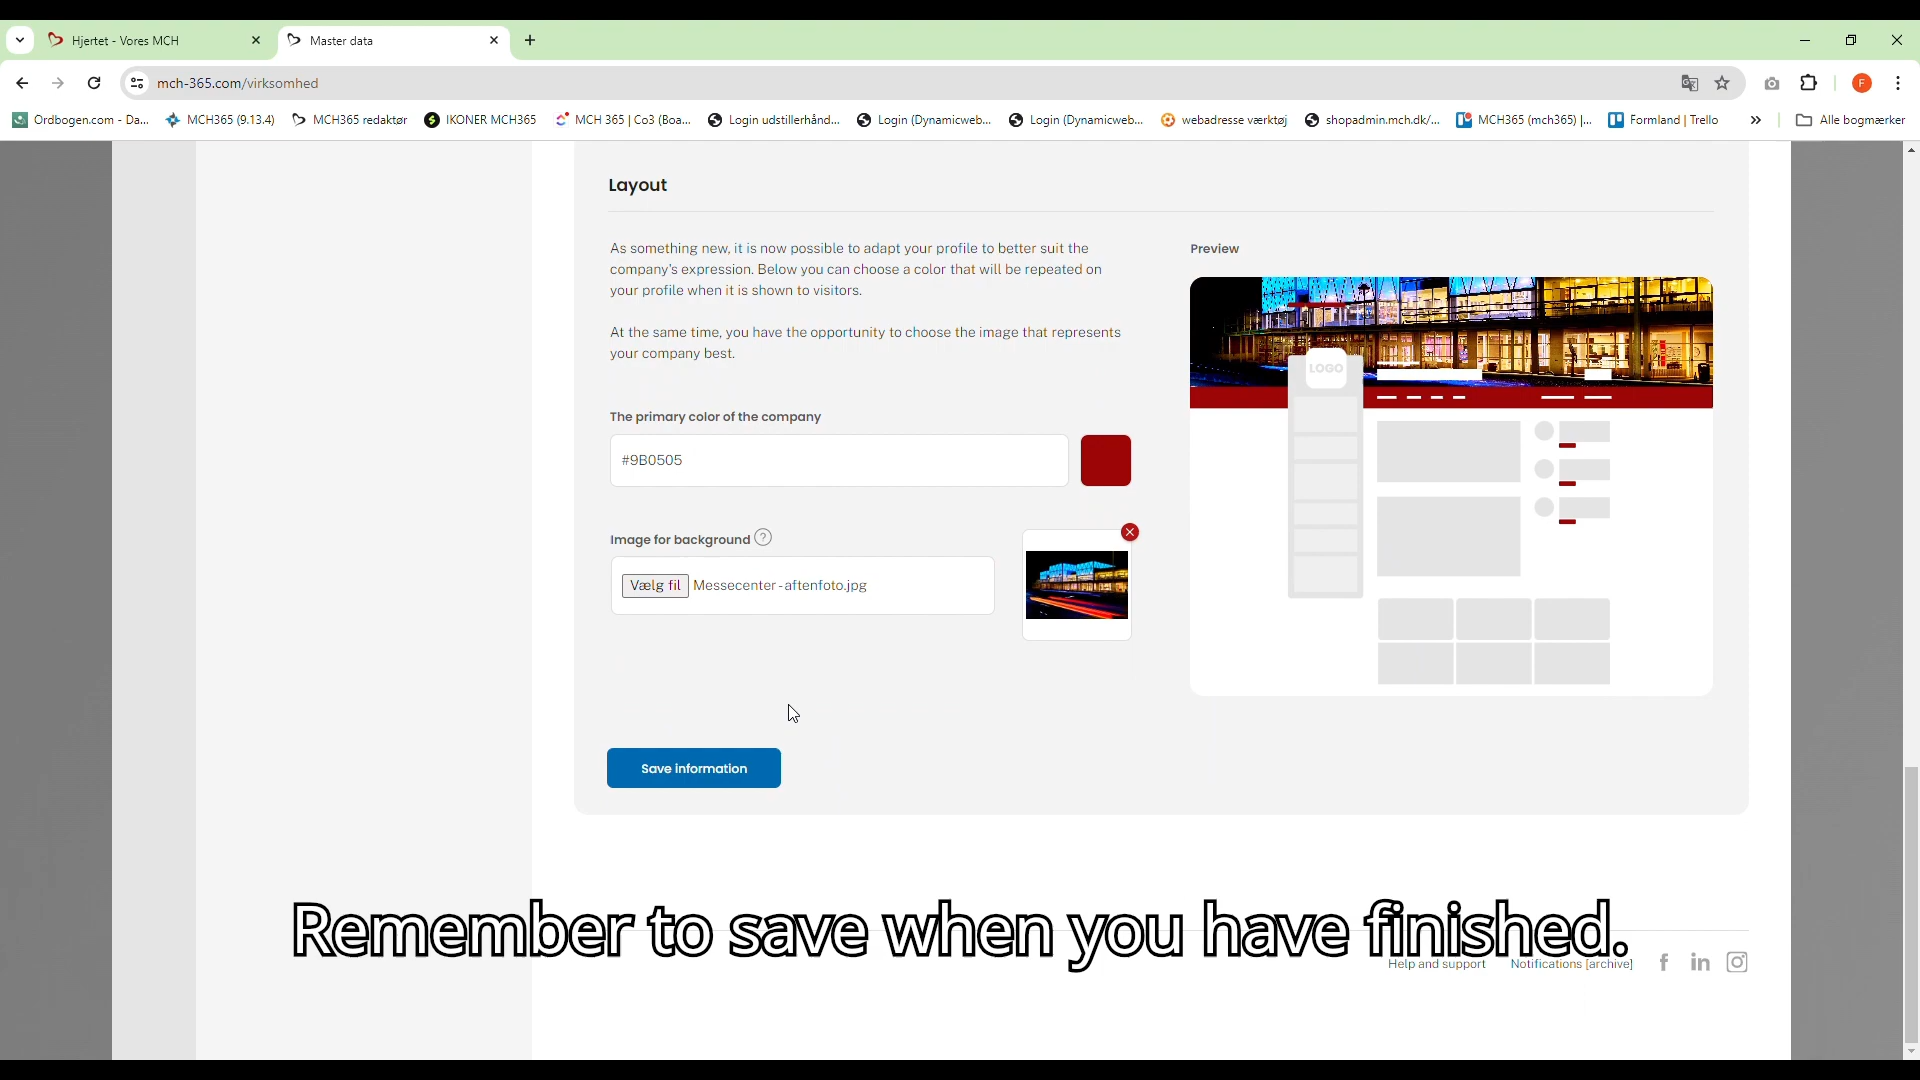 Hjertet - Vores MCH
Master data
mch-365.com/virksomhed
F
Ordbogen.com - Da...
MCH365 (9.13.4)
MCH365 redaktør
IKONER MCH365
MCH 365 | Co3 (Boa...
Login udstillerhånd...
Login (Dynamicweb...
Login (Dynamicweb...
webadresse værktøj
shopadmin.mch.dk/...
MCH365 (mch365) |...
Formland | Trello
Alle bogmærker
Layout
As something new, it is now possible to adapt your profile to better suit the
company's expression. Below you can choose a color that will be repeated on
your profile when it is shown to visitors.
At the same time, you have the opportunity to choose the image that represents
your company best.
Preview
LOGO
The primary color of the company
#9B0505
Image for background ?
Vælg fil Messecenter-aftenfoto.jpg
Save information
Remember to save when you have finished.
Help and support
Notifications [archive]